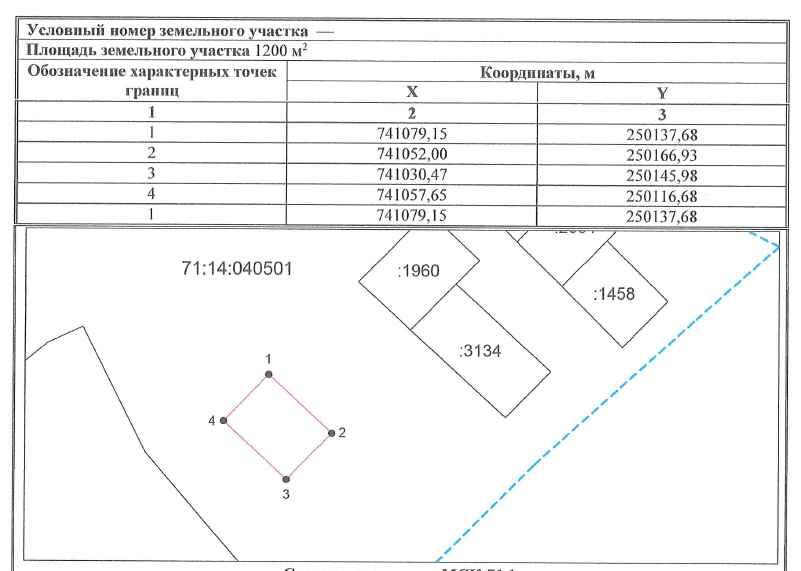 Условный номер земельного участка —
Площадь земельного участка 1200 м²
Обозначение характерных точек границ
Координаты, м
X Y
1 2 3
1 741079,15 250137,68
2 741052,00 250166,93
3 741030,47 250145,98
4 741057,65 250116,68
1 741079,15 250137,68
71:14:040501
:1960
:1458
:3134
1
4
2
3